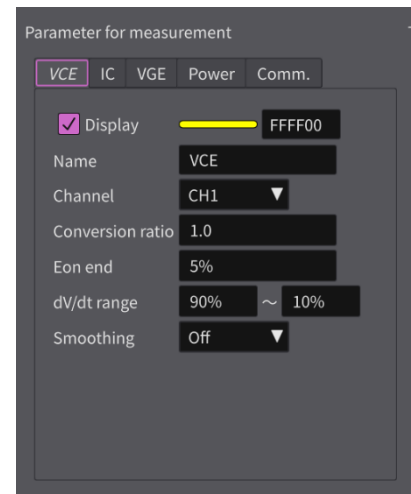 Parameter for measurement
VCE IC VGE Power Comm.
Display FFFF00
Name VCE
Channel CH1 ▼
Conversion ratio 1.0
Eon end 5%
dV/dt range 90% ～ 10%
Smoothing Off ▼